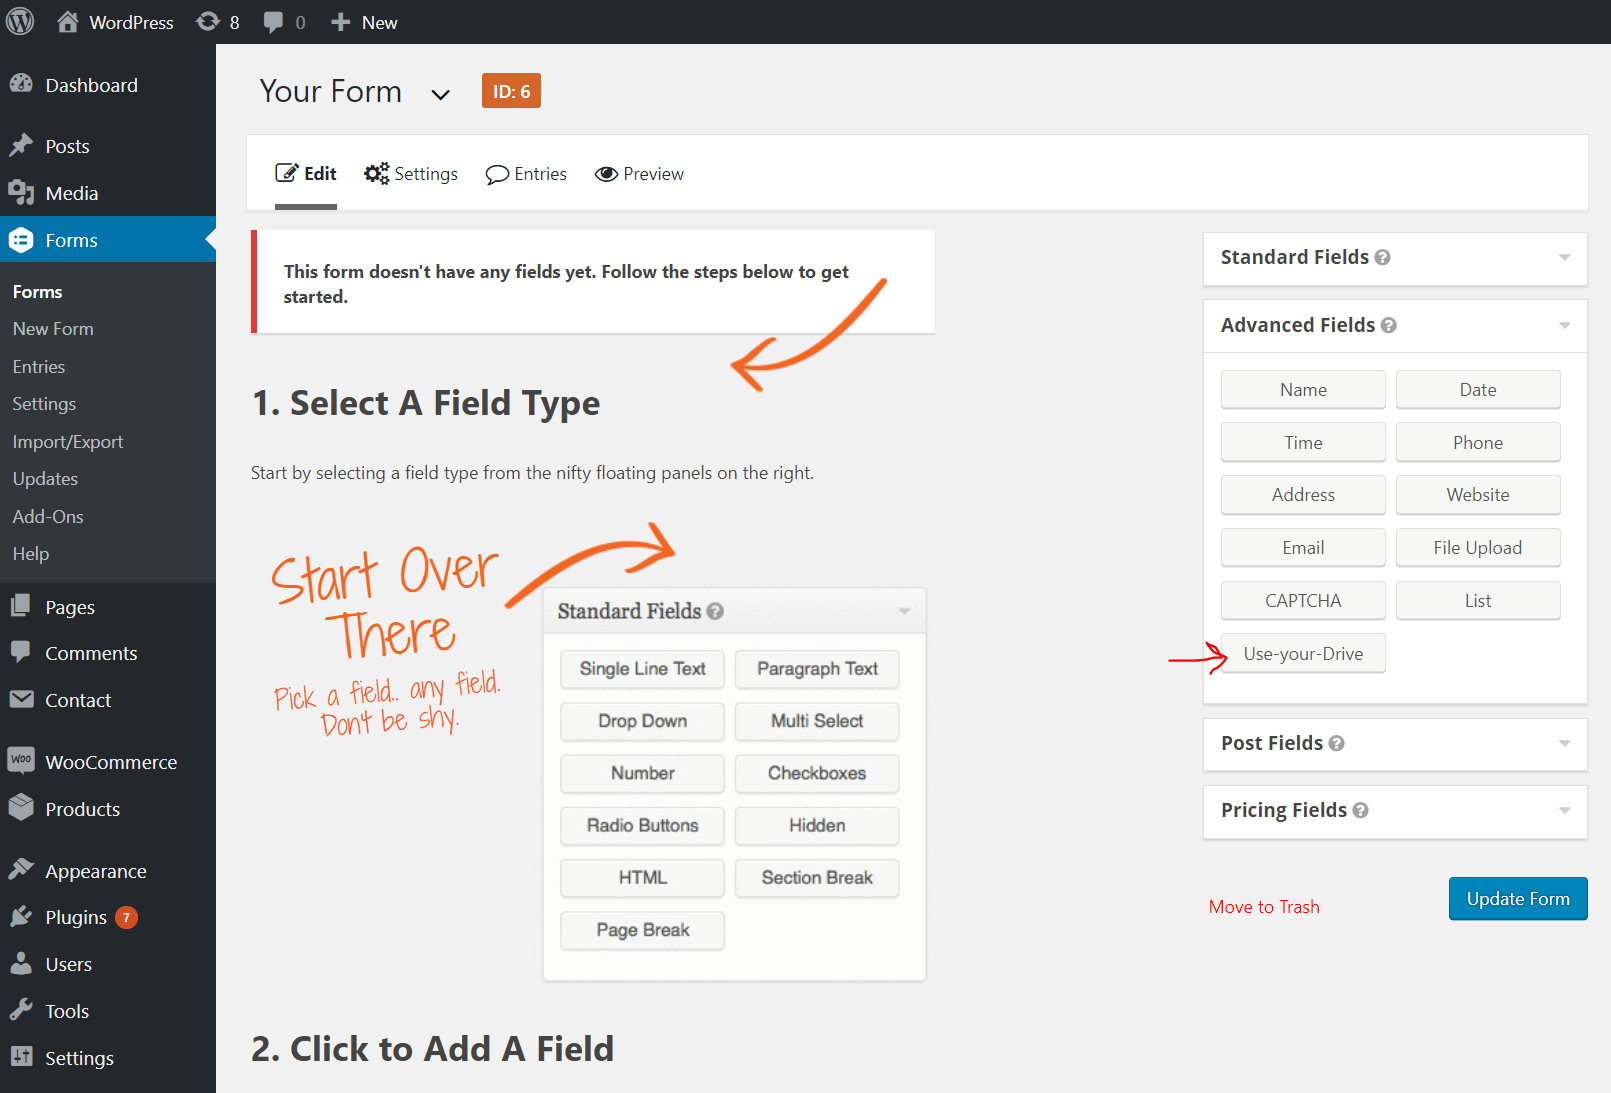 WordPress 8 0 New
Dashboard
Posts
Media
Forms
Forms
New Form
Entries
Settings
Import/Export
Updates
Add-Ons
Help
Pages
Comments
Contact
Woo WooCommerce
Products
Appearance
Plugins 7
Users
Tools
Settings
Your Form ID: 6
Edit Settings Entries Preview
This form doesn't have any fields yet. Follow the steps below to get
started.
1. Select A Field Type
Start by selecting a field type from the nifty floating panels on the right.
Start Over
There
Pick a field.. any field.
Don't be shy.
Standard Fields ?
Single Line Text Paragraph Text
Drop Down Multi Select
Number Checkboxes
Radio Buttons Hidden
HTML Section Break
Page Break
2. Click to Add A Field
Standard Fields ?
Advanced Fields ?
Name Date
Time Phone
Address Website
Email File Upload
CAPTCHA List
Use-your-Drive
Post Fields ?
Pricing Fields ?
Move to Trash Update Form